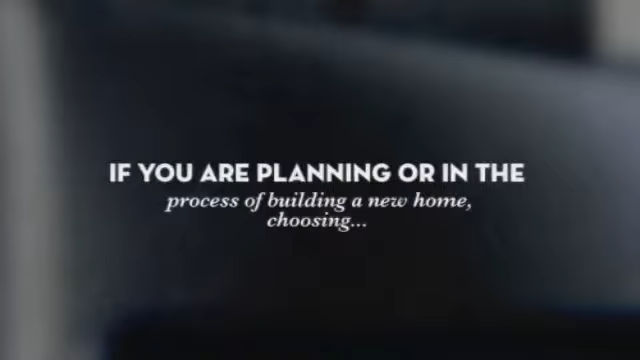 IF YOU ARE PLANNING OR IN THE
process of building a new home,
choosing...